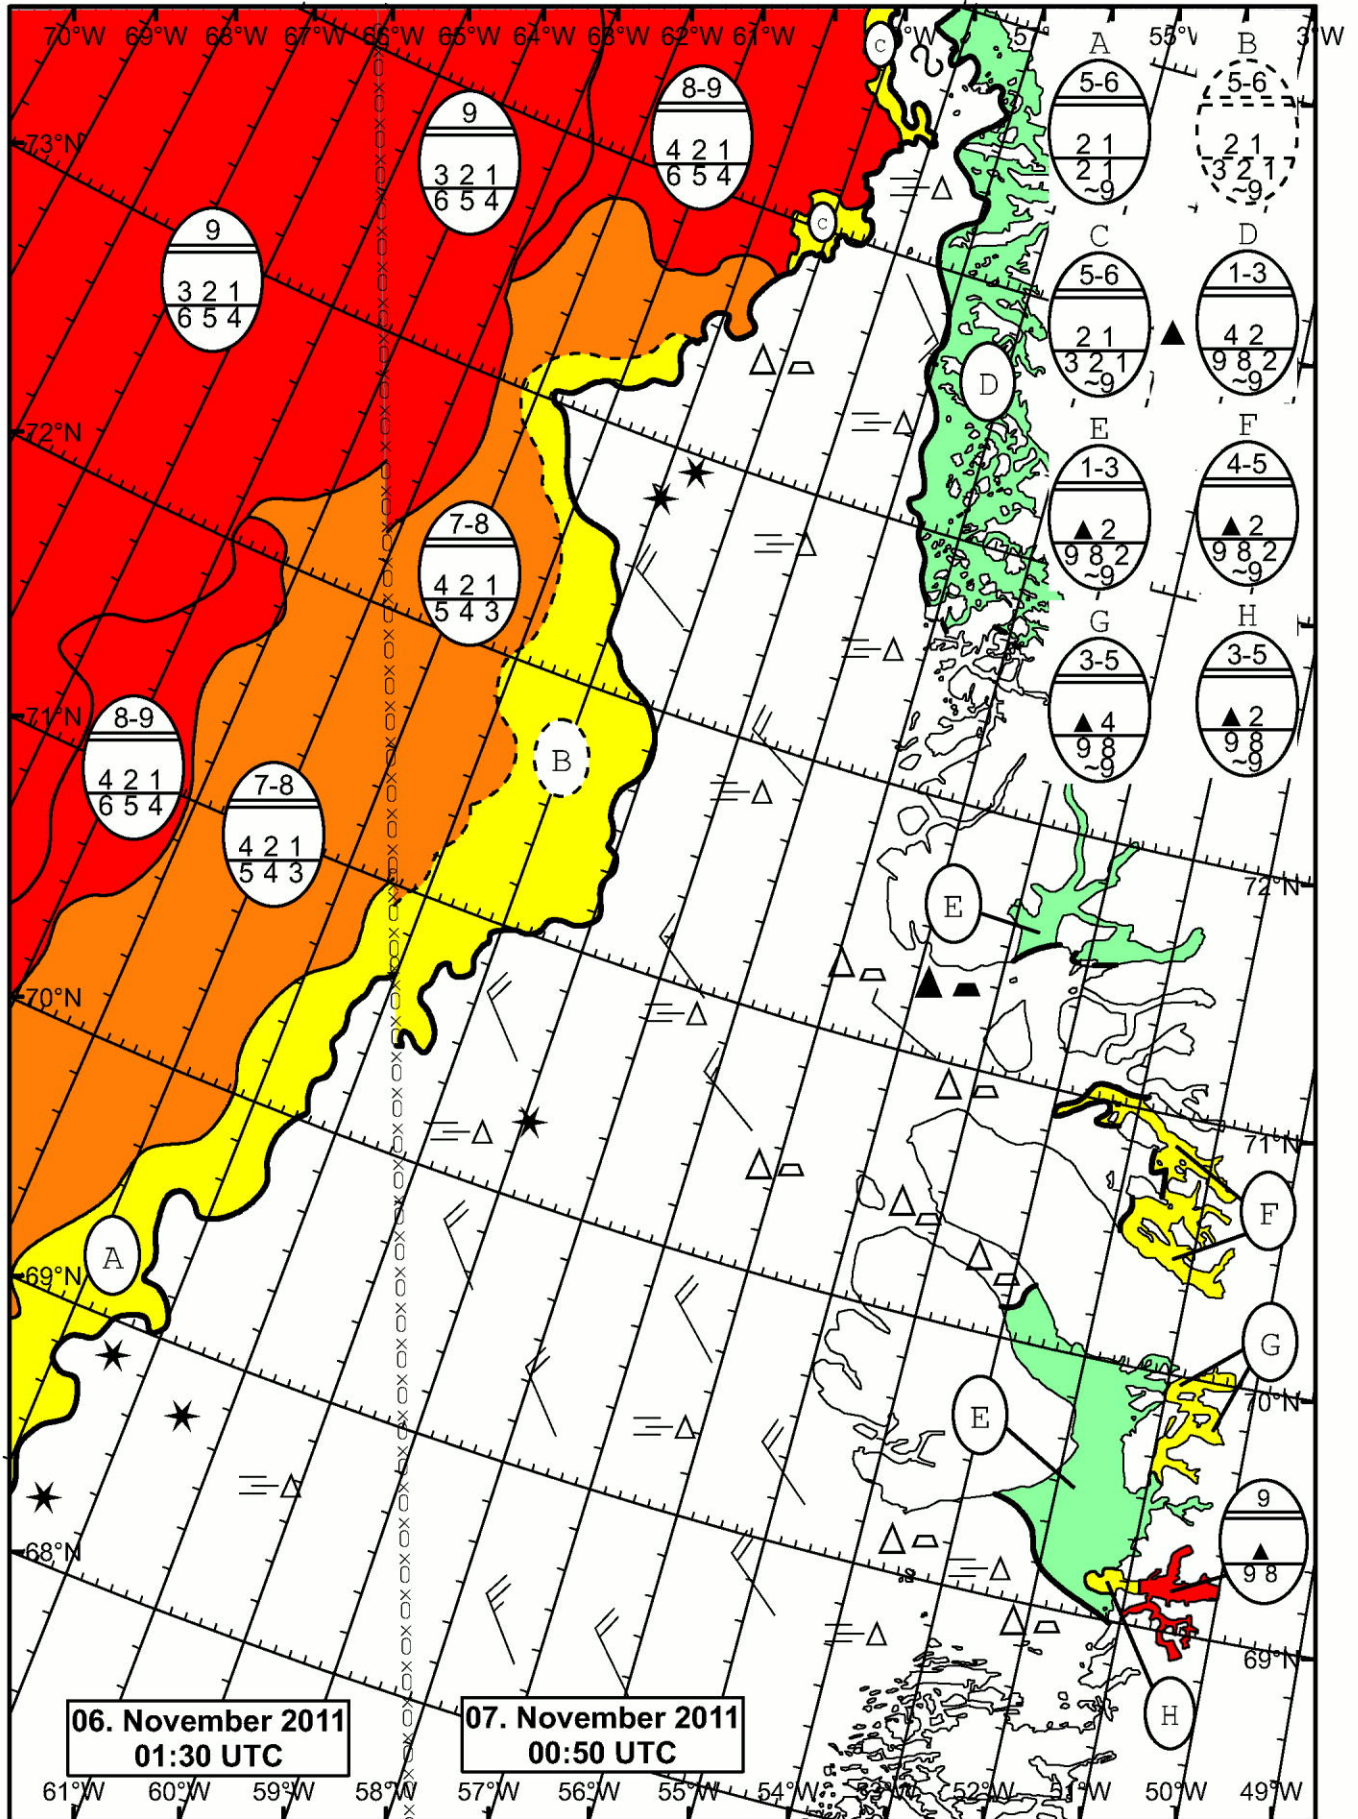 70°W 69°W 68°W 67°W 66°W 65°W 64°W 63°W 62°W 61°W °W 5 55°W 3°W
73°N
72°N
71°N
70°N
69°N
68°N
9
3 2 1
6 5 4
9
3 2 1
6 5 4
8-9
4 2 1
6 5 4
C
C
7-8
4 2 1
5 4 3
8-9
4 2 1
6 5 4
7-8
4 2 1
5 4 3
A
B
D
E
E
F
G
H
A
5-6
2 1
2 1
~9
B
5-6
2 1
3 2 1
~9
C
5-6
2 1
3 2 1
~9
D
1-3
4 2
9 8 2
~9
E
1-3
▲ 2
9 8 2
~9
F
4-5
▲ 2
9 8 2
~9
G
3-5
▲ 4
9 8
~9
H
3-5
▲ 2
9 8
~9
72°N
71°N
70°N
9
▲
9 8
69°N
06. November 2011
01:30 UTC
07. November 2011
00:50 UTC
61°W 60°W 59°W 58°W 57°W 56°W 55°W 54°W 53°W 52°W 51°W 50°W 49°W